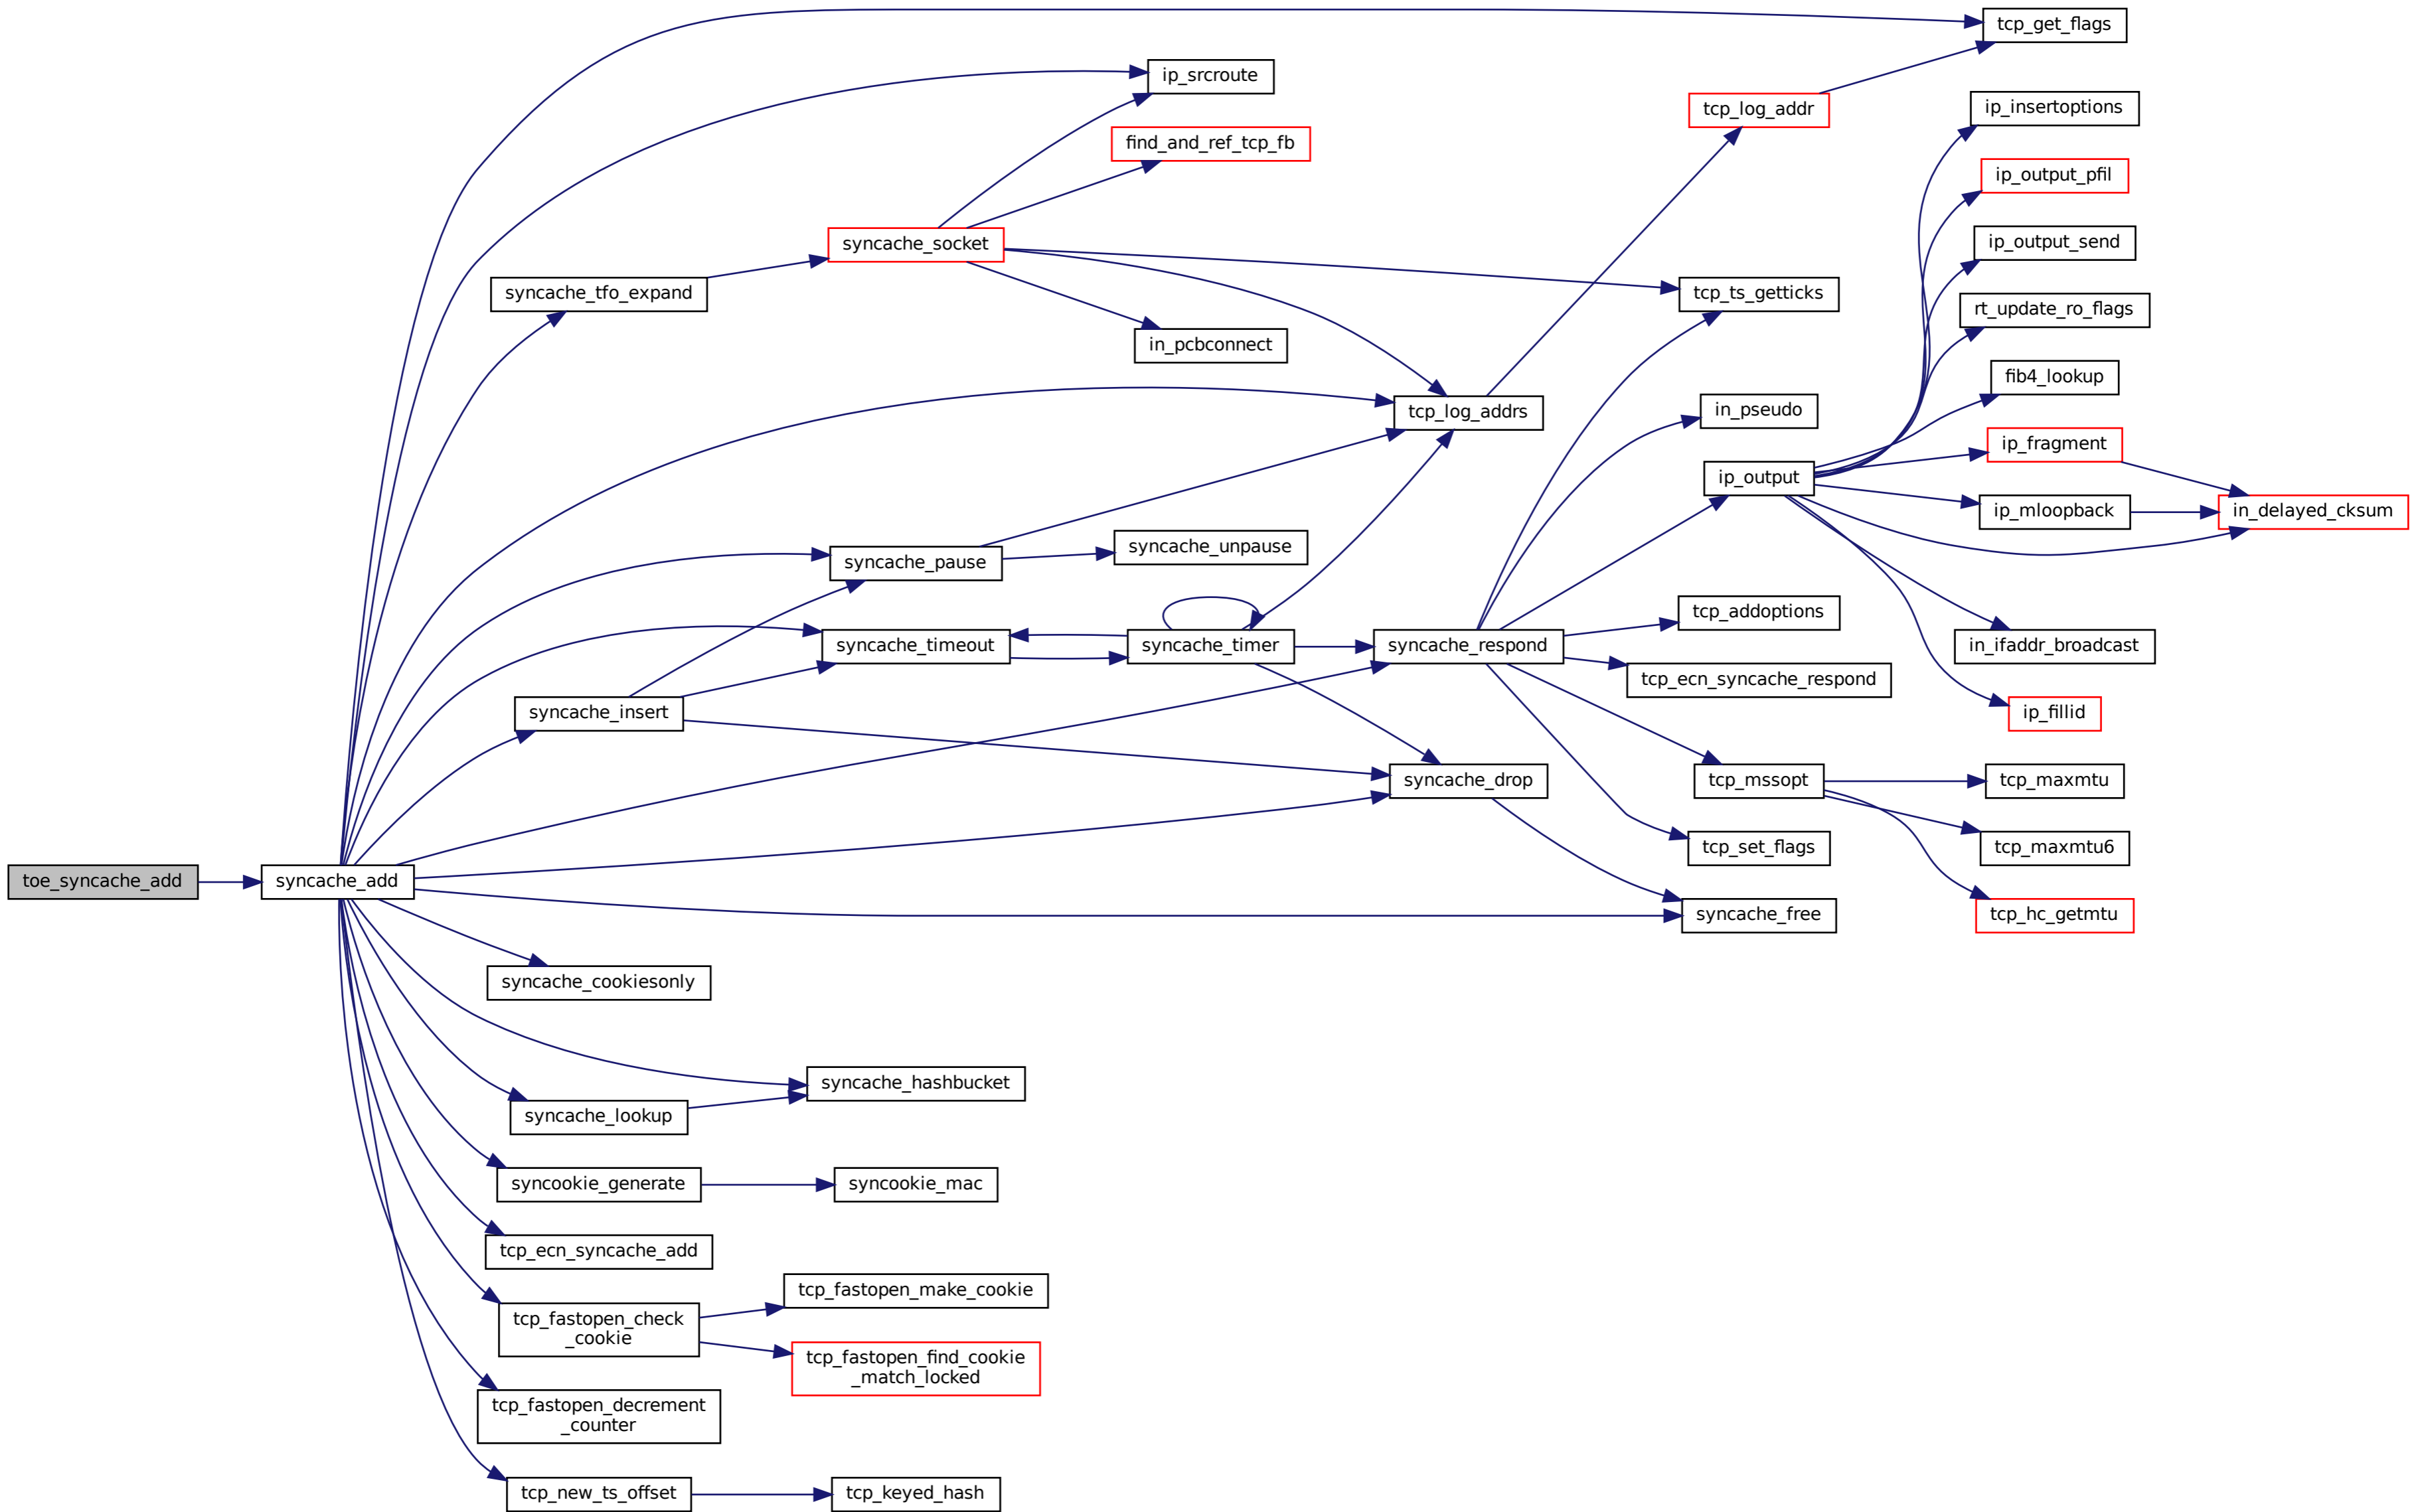 tcp_get_flags
ip_srcroute
tcp_log_addr
ip_insertoptions
find_and_ref_tcp_fb
ip_output_pfil
syncache_socket
ip_output_send
syncache_tfo_expand
tcp_ts_getticks
rt_update_ro_flags
in_pcbconnect
fib4_lookup
tcp_log_addrs
in_pseudo
ip_fragment
ip_output
ip_mloopback
in_delayed_cksum
syncache_pause
syncache_unpause
tcp_addoptions
syncache_timeout
syncache_timer
syncache_respond
in_ifaddr_broadcast
tcp_ecn_syncache_respond
syncache_insert
ip_fillid
syncache_drop
tcp_mssopt
tcp_maxmtu
tcp_set_flags
tcp_maxmtu6
toe_syncache_add
syncache_add
syncache_free
tcp_hc_getmtu
syncache_cookiesonly
syncache_hashbucket
syncache_lookup
syncookie_generate
syncookie_mac
tcp_ecn_syncache_add
tcp_fastopen_make_cookie
tcp_fastopen_check
_cookie
tcp_fastopen_find_cookie
_match_locked
tcp_fastopen_decrement
_counter
tcp_new_ts_offset
tcp_keyed_hash